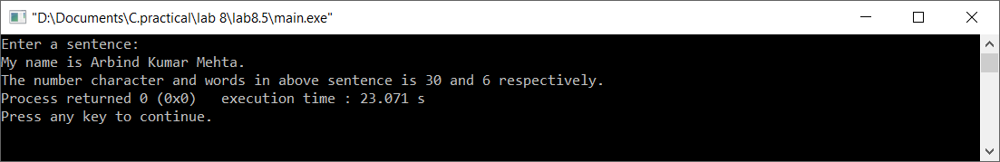 "D:\Documents\C.practical\lab 8\lab8.5\main.exe"
Enter a sentence:
My name is Arbind Kumar Mehta.
The number character and words in above sentence is 30 and 6 respectively.
Process returned 0 (0x0)   execution time : 23.071 s
Press any key to continue.